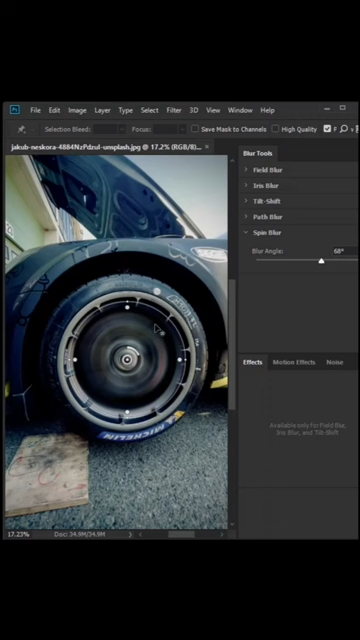 Ps File Edit Image Layer Type Select Filter 3D View Window Help
Selection Bleed: Focus: Save Mask to Channels High Quality P
jakub-neskora-4884NzPdzuI-unsplash.jpg @ 17.2% (RGB/8)... ×
Blur Tools
Field Blur
Iris Blur
Tilt-Shift
Path Blur
Spin Blur
Blur Angle: 68°
Effects Motion Effects Noise
Available only for Field Blur,
Iris Blur, and Tilt-Shift
MICHELIN
17.23% Doc: 34.9M/34.9M